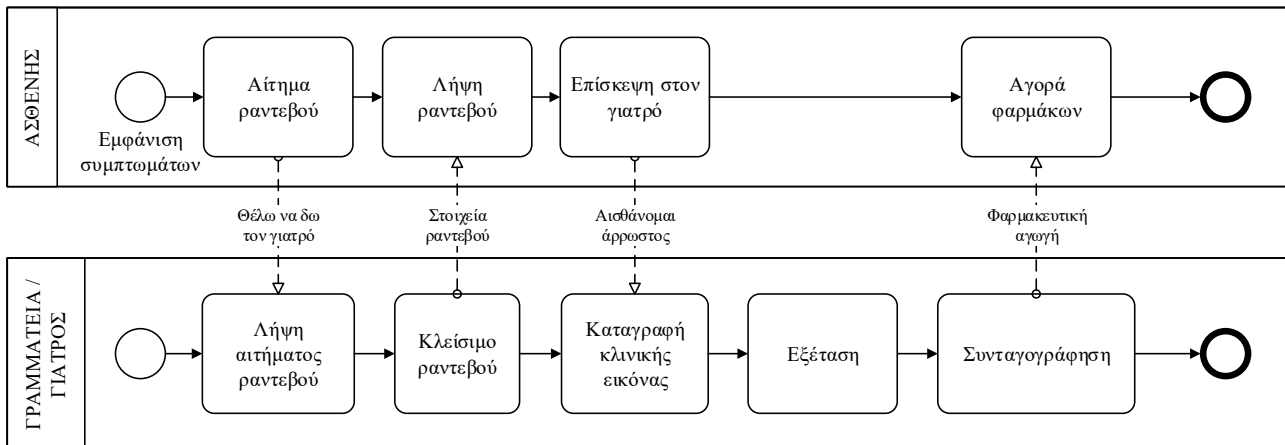 ΑΣΘΕΝΗΣ
Εμφάνιση
συμπτωμάτων
Αίτημα
ραντεβού
Λήψη
ραντεβού
Επίσκεψη στον
γιατρό
Αγορά
φαρμάκων
Θέλω να δω
τον γιατρό
Στοιχεία
ραντεβού
Αισθάνομαι
άρρωστος
Φαρμακευτική
αγωγή
ΓΡΑΜΜΑΤΕΙΑ /
ΓΙΑΤΡΟΣ
Λήψη
αιτήματος
ραντεβού
Κλείσιμο
ραντεβού
Καταγραφή
κλινικής
εικόνας
Εξέταση
Συνταγογράφηση